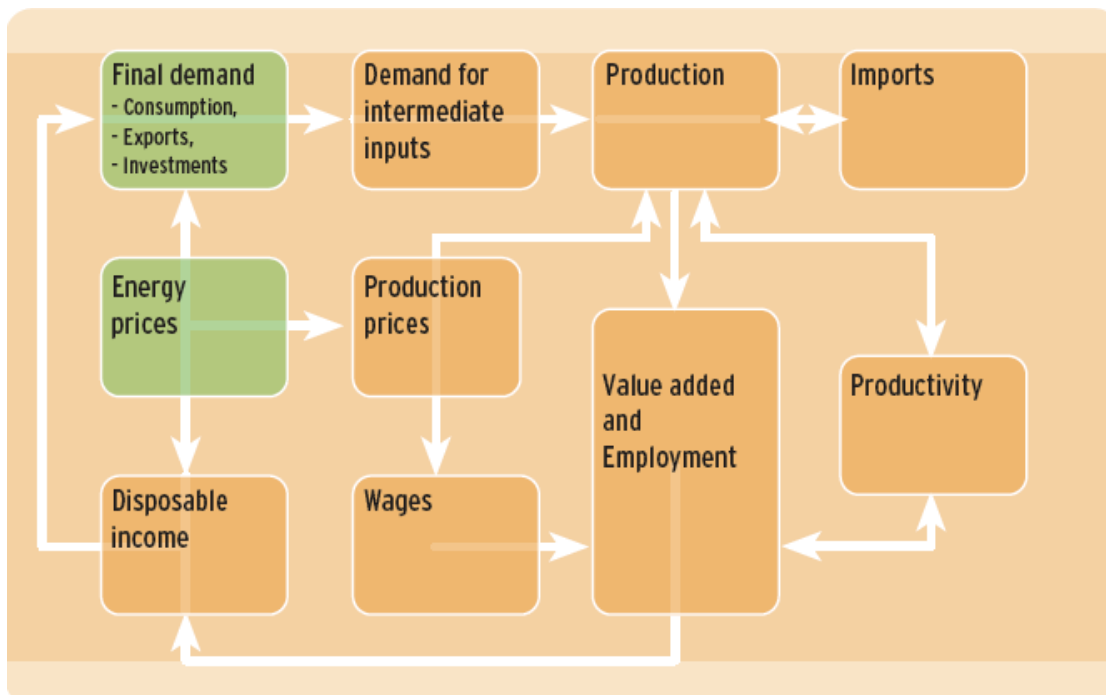 Final demand
- Consumption,
- Exports,
- Investments
Demand for
intermediate
inputs
Production
Imports
Energy
prices
Production
prices
Value added
and
Employment
Productivity
Disposable
income
Wages